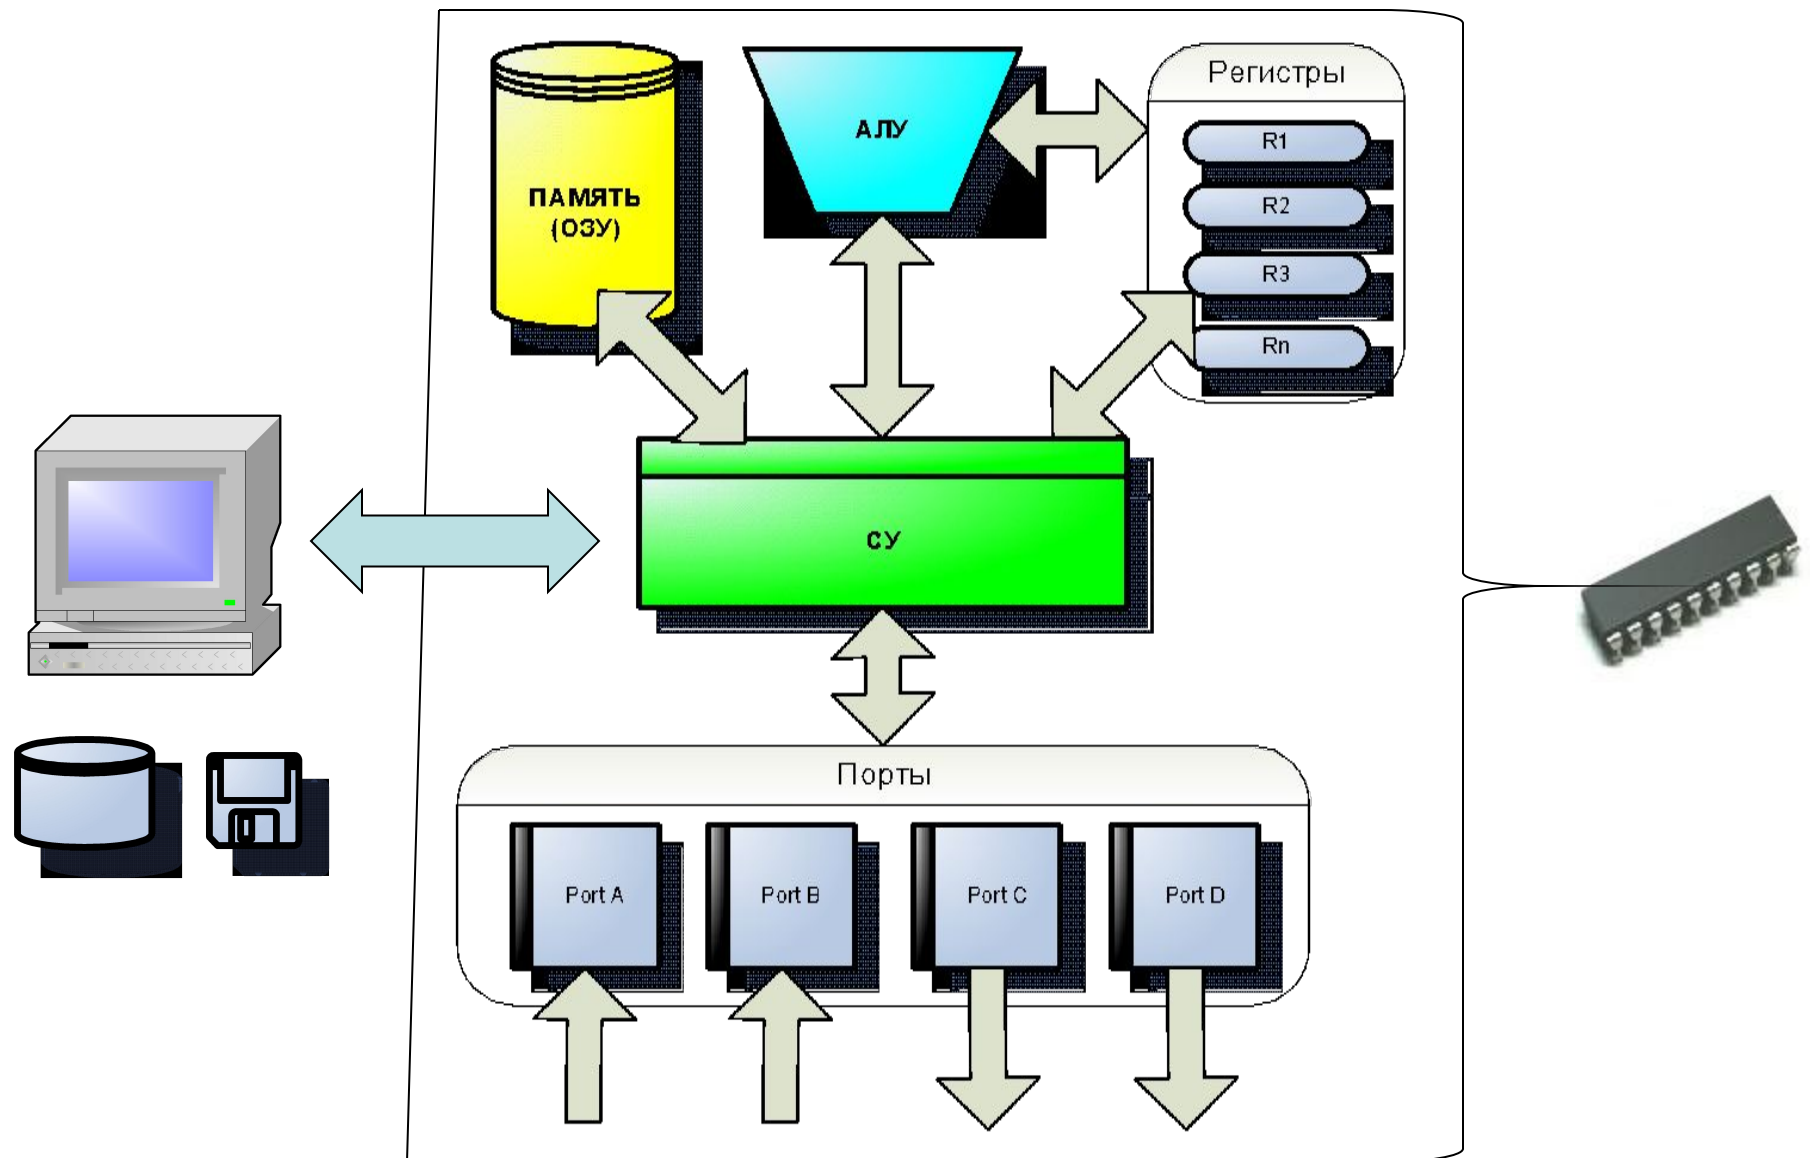 ПАМЯТЬ
(ОЗУ)
АЛУ
Регистры
R1
R2
R3
Rn
СУ
Порты
Port A
Port B
Port C
Port D